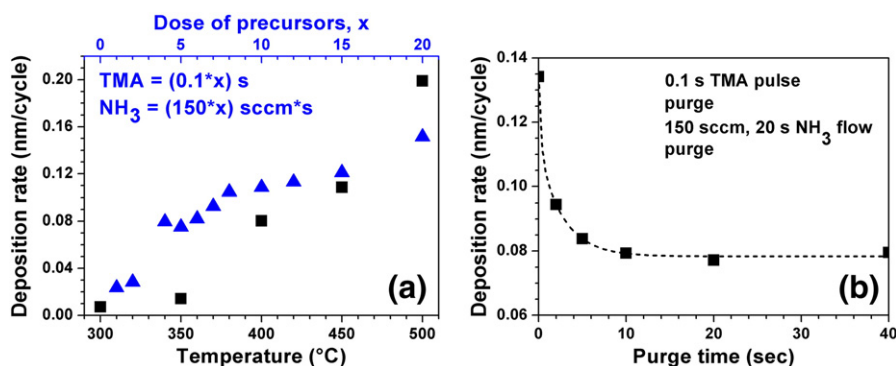 Dose of precursors, x
0 5 10 15 20
TMA = (0.1*x) s
NH3 = (150*x) sccm*s
0.20
0.16
0.12
0.08
0.04
0.00
Deposition rate (nm/cycle)
(a)
300 350 400 450 500
Temperature (°C)
0.14
0.12
0.10
0.08
0.06
Deposition rate (nm/cycle)
0.1 s TMA pulse
purge
150 sccm, 20 s NH3 flow
purge
(b)
0 10 20 30 40
Purge time (sec)